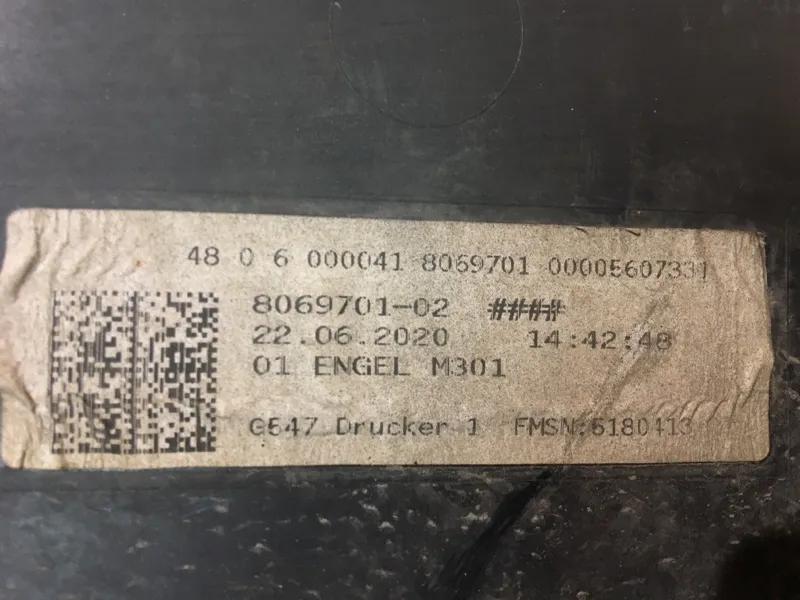 48 0 6 000041 8069701 00005607331
8069701-02 ####
22.06.2020 14:42:48
01 ENGEL M301
G547 Drucker 1 FMSN:6180413